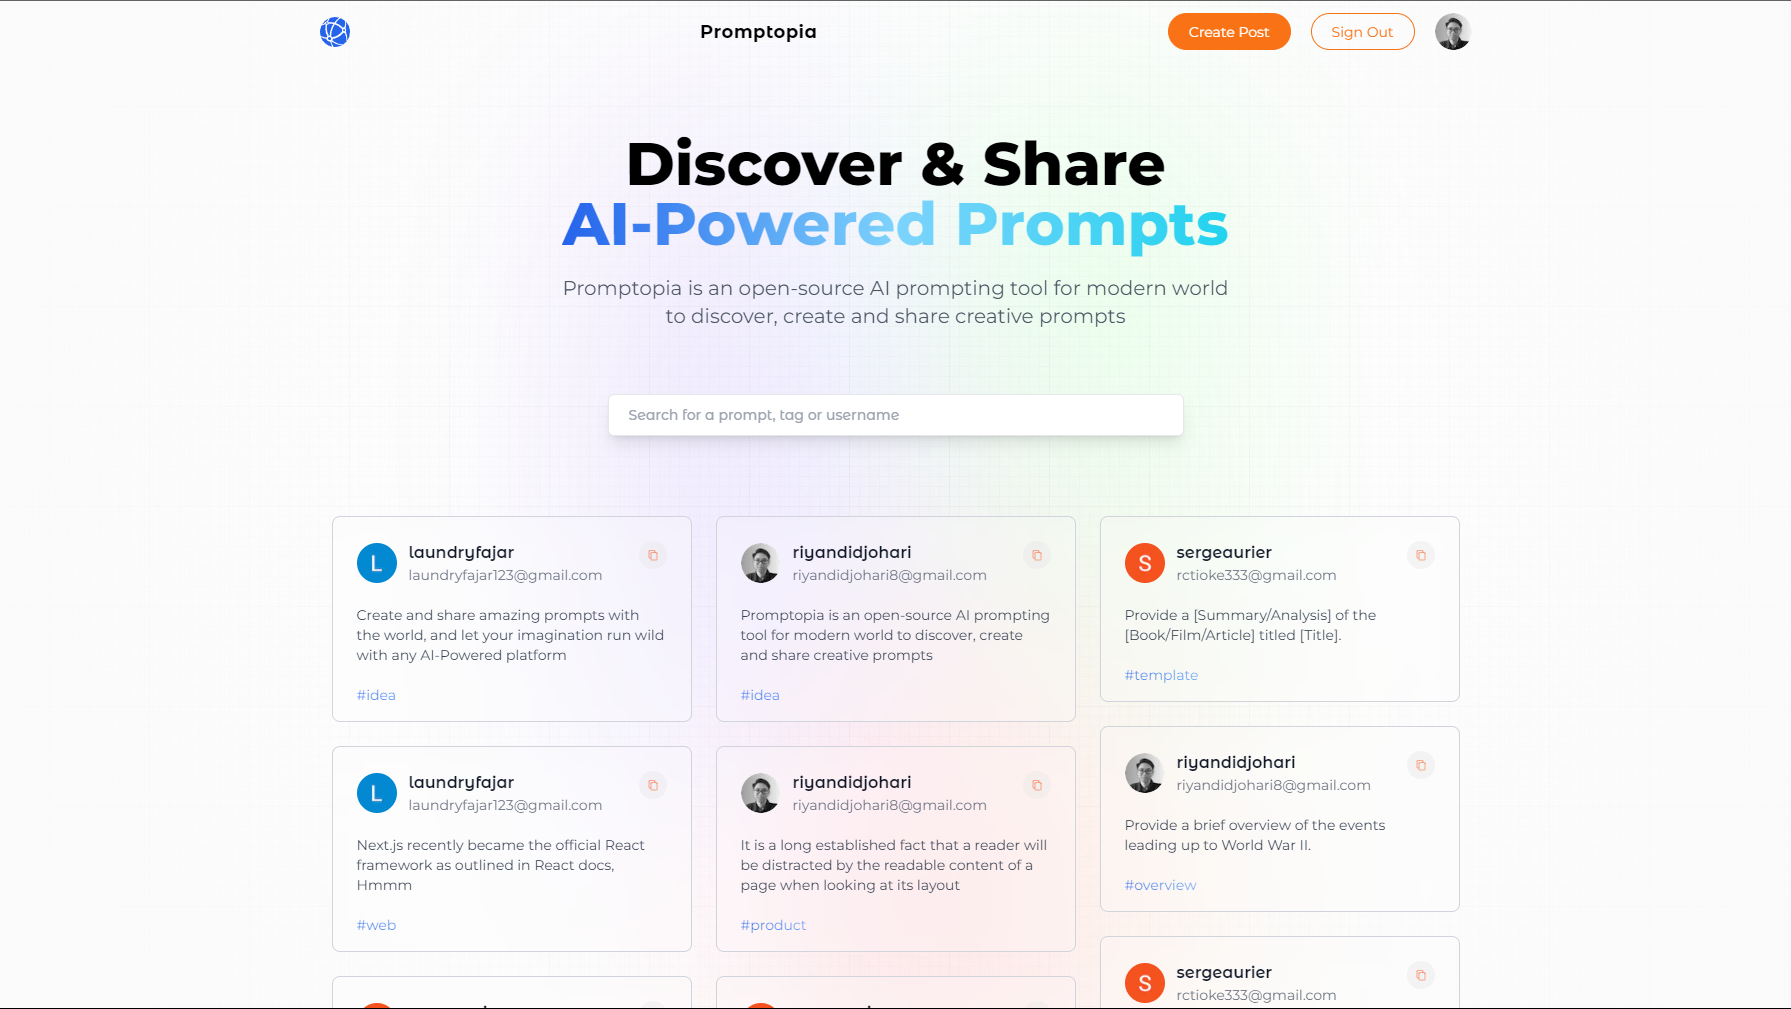 Promptopia
Create Post
Sign Out
Discover & Share
AI-Powered Prompts
Promptopia is an open-source AI prompting tool for modern world
to discover, create and share creative prompts
Search for a prompt, tag or username
L
laundryfajar
laundryfajar123@gmail.com
Create and share amazing prompts with
the world, and let your imagination run wild
with any AI-Powered platform
#idea
L
laundryfajar
laundryfajar123@gmail.com
Next.js recently became the official React
framework as outlined in React docs,
Hmmm
#web
riyandidjohari
riyandidjohari8@gmail.com
Promptopia is an open-source AI prompting
tool for modern world to discover, create
and share creative prompts
#idea
riyandidjohari
riyandidjohari8@gmail.com
It is a long established fact that a reader will
be distracted by the readable content of a
page when looking at its layout
#product
S
sergeaurier
rctioke333@gmail.com
Provide a [Summary/Analysis] of the
[Book/Film/Article] titled [Title].
#template
riyandidjohari
riyandidjohari8@gmail.com
Provide a brief overview of the events
leading up to World War II.
#overview
S
sergeaurier
rctioke333@gmail.com